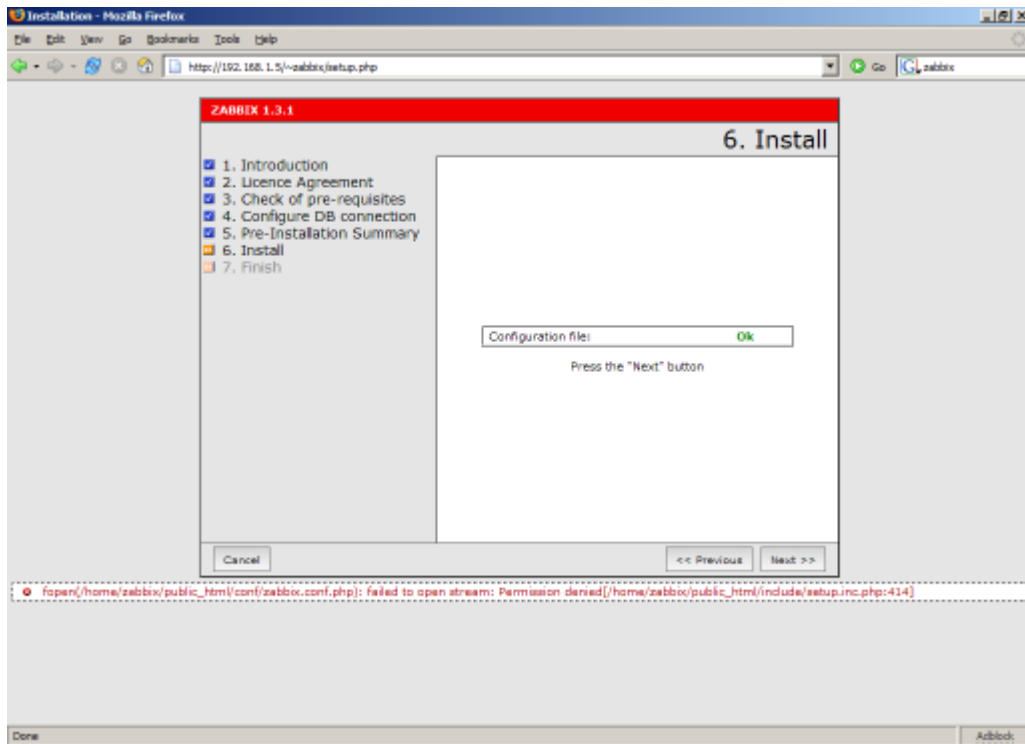 Installation - Mozilla Firefox
File Edit View Go Bookmarks Tools Help
http://192.168.1.5/~zabbix/setup.php Go zabbix
ZABBIX 1.3.1
6. Install
1. Introduction
2. Licence Agreement
3. Check of pre-requisites
4. Configure DB connection
5. Pre-Installation Summary
6. Install
7. Finish
Configuration file: Ok
Press the "Next" button
Cancel << Previous Next >>
fopen(/home/zabbix/public_html/conf/zabbix.conf.php): failed to open stream: Permission denied[/home/zabbix/public_html/include/setup.inc.php:414]
Done Adblock